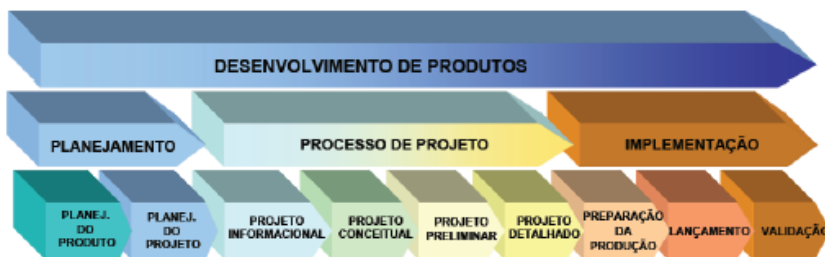 DESENVOLVIMENTO DE PRODUTOS
PLANEJAMENTO
PROCESSO DE PROJETO
IMPLEMENTAÇÃO
PLANEJ.
DO
PRODUTO
PLANEJ.
DO
PROJETO
PROJETO
INFORMACIONAL
PROJETO
CONCEITUAL
PROJETO
PRELIMINAR
PROJETO
DETALHADO
PREPARAÇÃO
DA
PRODUÇÃO
LANÇAMENTO
VALIDAÇÃO